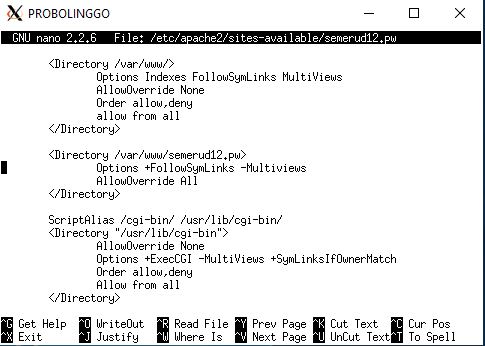 PROBOLINGGO
GNU nano 2.2.6 File: /etc/apache2/sites-available/semerud12.pw
<Directory /var/www/>
Options Indexes FollowSymLinks MultiViews
AllowOverride None
Order allow,deny
allow from all
</Directory>
<Directory /var/www/semerud12.pw>
Options +FollowSymLinks -Multiviews
AllowOverride All
</Directory>
ScriptAlias /cgi-bin/ /usr/lib/cgi-bin/
<Directory "/usr/lib/cgi-bin">
AllowOverride None
Options +ExecCGI -MultiViews +SymLinksIfOwnerMatch
Order allow,deny
Allow from all
</Directory>
^G Get Help ^O WriteOut ^R Read File ^Y Prev Page ^K Cut Text ^C Cur Pos
^X Exit ^J Justify ^W Where Is ^V Next Page ^U UnCut Text ^T To Spell